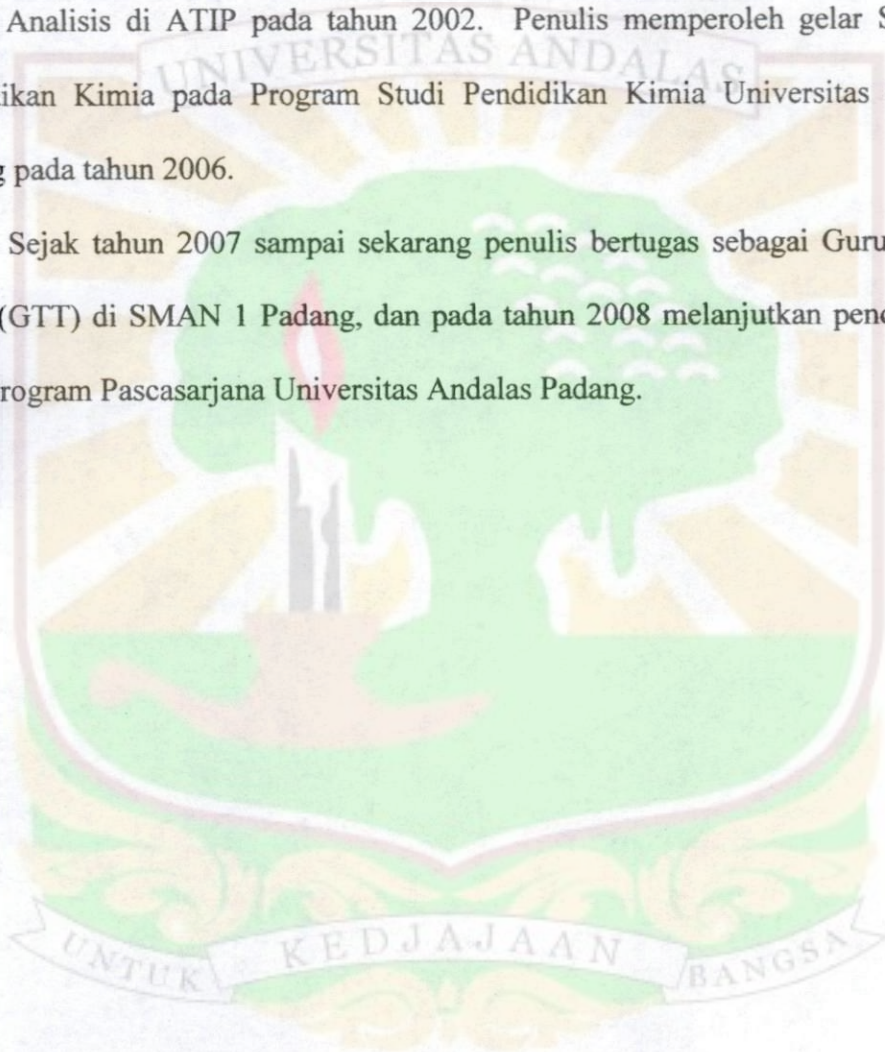 Analisis di ATIP pada tahun 2002. Penulis memperoleh gelar S
UNIVERSITAS ANDALAS
ikan Kimia pada Program Studi Pendidikan Kimia Universitas
pada tahun 2006.
Sejak tahun 2007 sampai sekarang penulis bertugas sebagai Guru
(GTT) di SMAN 1 Padang, dan pada tahun 2008 melanjutkan pend
rogram Pascasarjana Universitas Andalas Padang.
UNTUK KEDJAJAAN BANGSA